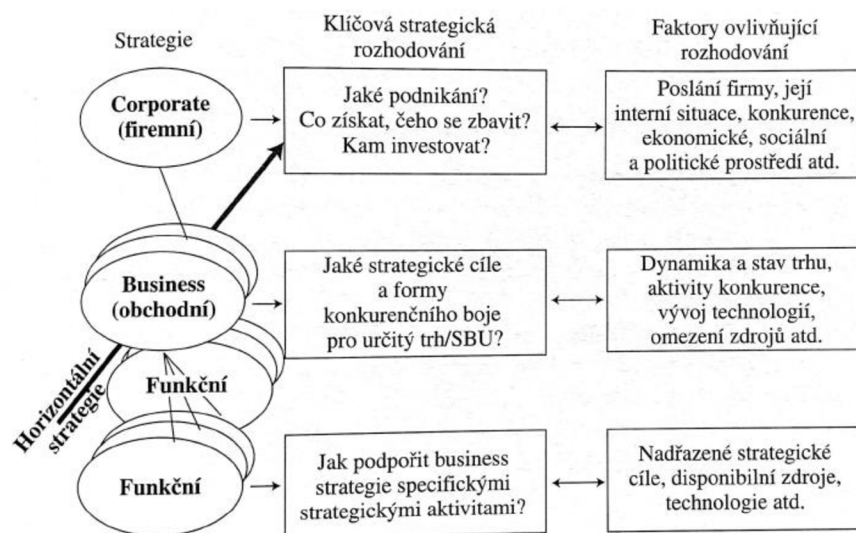 Strategie
Klíčová strategická
rozhodování
Faktory ovlivňující
rozhodování
Corporate
(firemní)
Jaké podnikání?
Co získat, čeho se zbavit?
Kam investovat?
Poslání firmy, její
interní situace, konkurence,
ekonomické, sociální
a politické prostředí atd.
Business
(obchodní)
Jaké strategické cíle
a formy
konkurenčního boje
pro určitý trh/SBU?
Dynamika a stav trhu,
aktivity konkurence,
vývoj technologií,
omezení zdrojů atd.
Horizontální
strategie
Funkční
Funkční
Jak podpořit business
strategie specifickými
strategickými aktivitami?
Nadřazené strategické
cíle, disponibilní zdroje,
technologie atd.